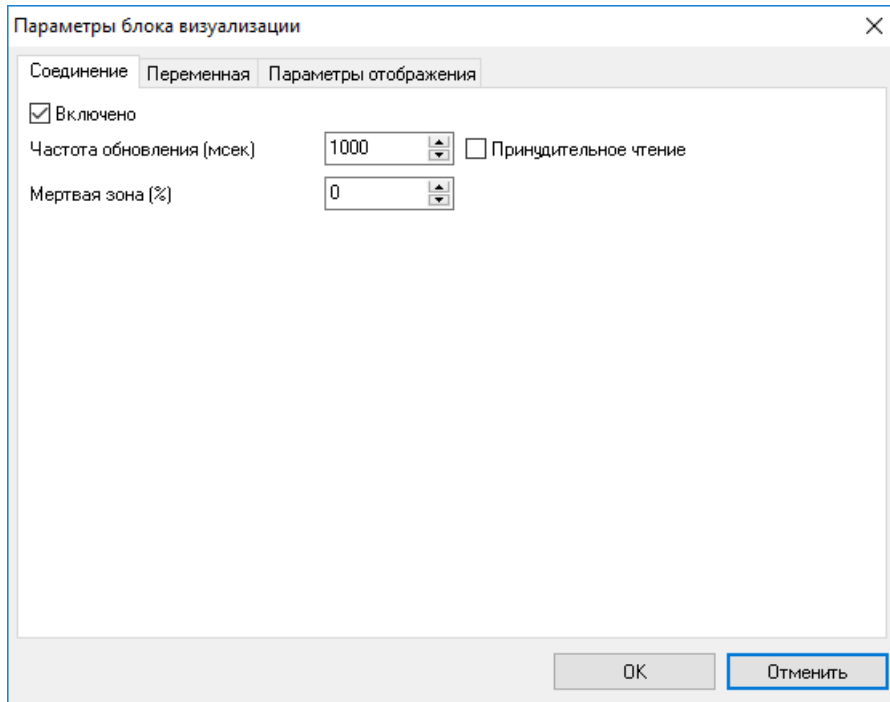 Параметры блока визуализации
Соединение Переменная Параметры отображения
Включено
Частота обновления (мсек) 1000 Принудительное чтение
Мертвая зона (%) 0
OK Отменить